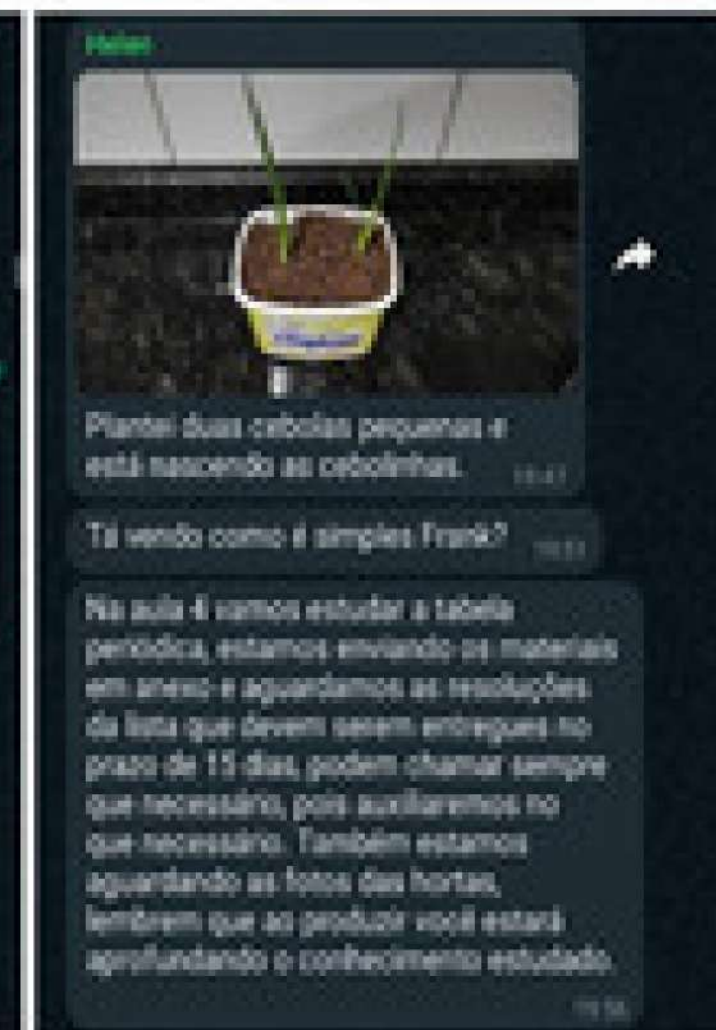 Helen
Plantei duas cebolas pequenas e
está nascendo as cebolinhas.
Tá vendo como é simples Frank?
Na aula 4 vamos estudar a tabela
periódica, estamos enviando os materiais
em anexo e aguardamos as resoluções
da lista que devem serem entregues no
prazo de 15 dias, podem chamar sempre
que necessário, pois auxiliaremos no
que necessário. Também estamos
aguardando as fotos das hortas,
lembrem que ao produzir você estará
aprofundando o conhecimento estudado.